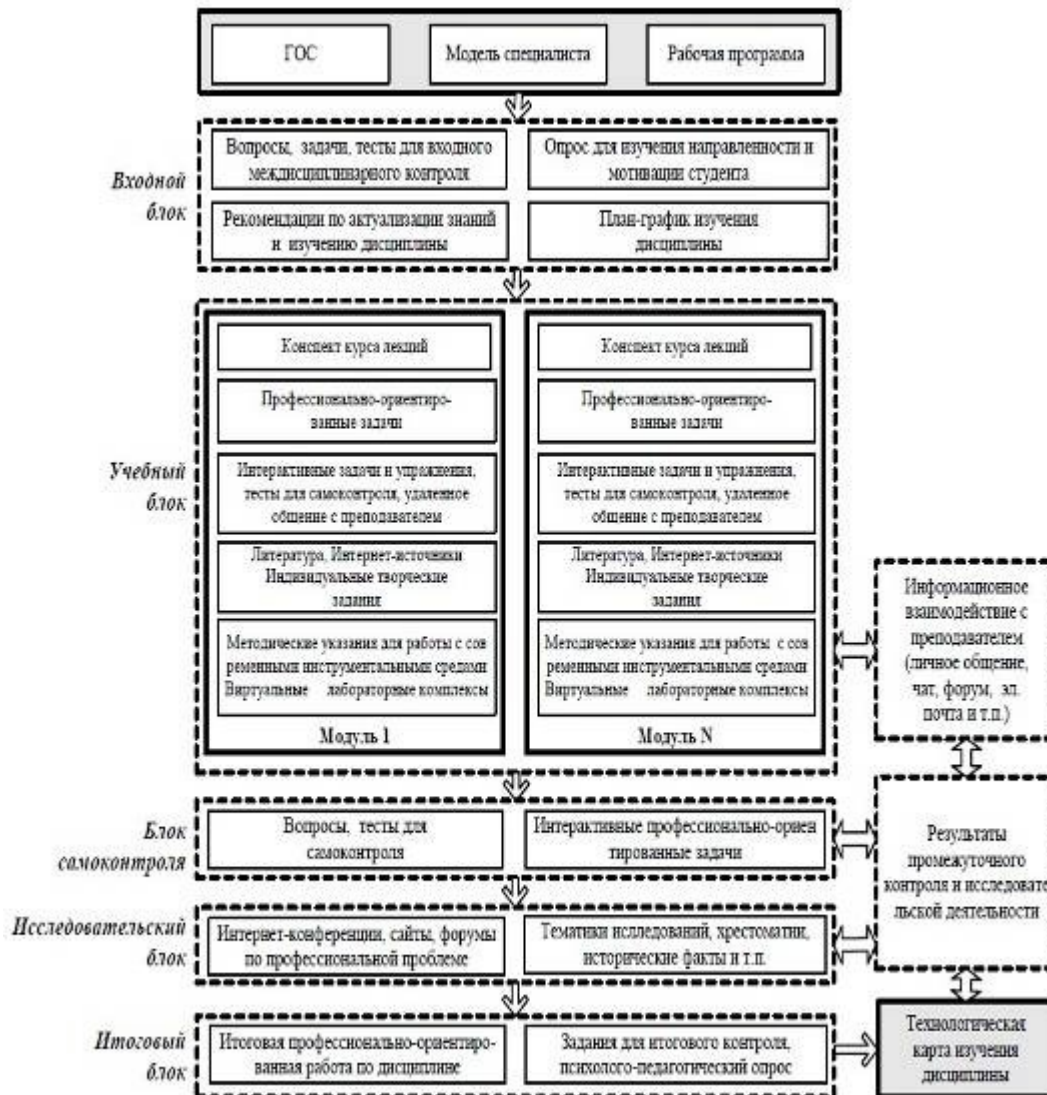 ГОС
Модель специалиста
Рабочая программа
Входной
блок
Вопросы, задачи, тесты для входного
междисциплинарного контроля
Опрос для изучения направленности и
мотивации студента
Рекомендации по актуализации знаний
и изучению дисциплины
План-график изучения
дисциплины
Учебный
блок
Конспект курса лекций
Профессионально-ориентиро-
ванные задачи
Интерактивные задачи и упражнения,
тесты для самоконтроля, удаленное
общение с преподавателем
Литература, Интернет-источники
Индивидуальные творческие
задания
Методические указания для работы с сов
ременными инструментальными средами
Виртуальные лабораторные комплексы
Модуль 1
Конспект курса лекций
Профессионально-ориентиро-
ванные задачи
Интерактивные задачи и упражнения,
тесты для самоконтроля, удаленное
общение с преподавателем
Литература, Интернет-источники
Индивидуальные творческие
задания
Методические указания для работы с сов
ременными инструментальными средами
Виртуальные лабораторные комплексы
Модуль N
Информационное
взаимодействие с
преподавателем
(личное общение,
чат, форум, эл.
почта и т.п.)
Блок
самоконтроля
Вопросы, тесты для
самоконтроля
Интерактивные профессионально-ориен
тированные задачи
Результаты
промежуточного
контроля и исследовате
льской деятельности
Исследовательский
блок
Интернет-конференции, сайты, форумы
по профессиональной проблеме
Тематики исследований, хрестоматии,
исторические факты и т.п.
Итоговый
блок
Итоговая профессионально-ориентиро-
ванная работа по дисциплине
Задания для итогового контроля,
психолого-педагогический опрос
Технологическая
карта изучения
дисциплины